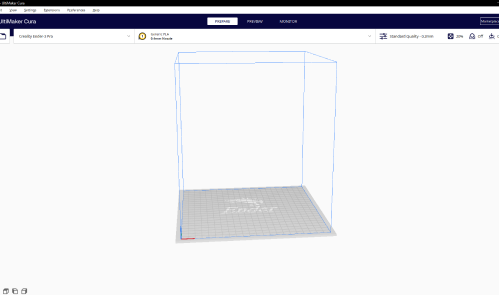 UltiMaker Cura
View Settings Extensions Preferences Help
UltiMaker Cura PREPARE PREVIEW MONITOR Marketplace
Creality Ender-3 Pro
Generic PLA
0.4mm Nozzle
Standard Quality - 0.2mm
20% Off
Ender